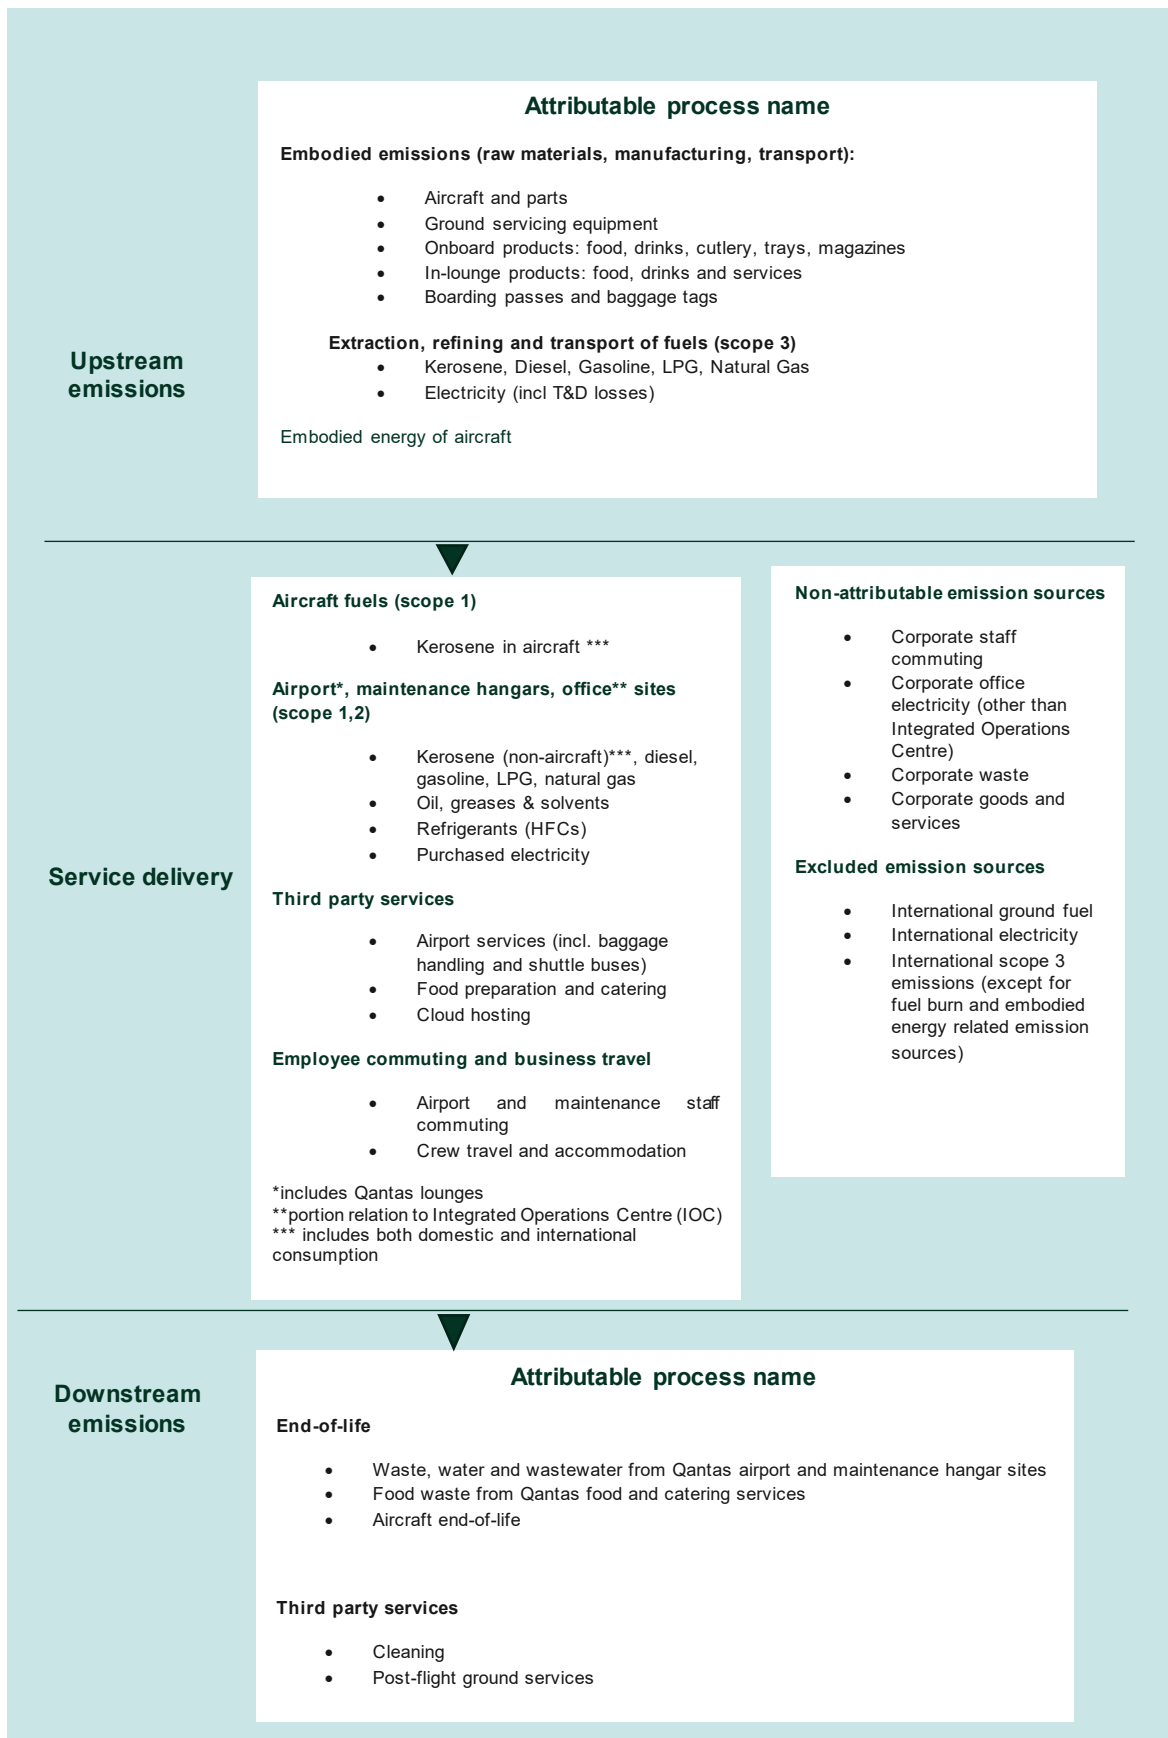 Attributable process name
Embodied emissions (raw materials, manufacturing, transport):
• Aircraft and parts
• Ground servicing equipment
• Onboard products: food, drinks, cutlery, trays, magazines
• In-lounge products: food, drinks and services
• Boarding passes and baggage tags
Extraction, refining and transport of fuels (scope 3)
• Kerosene, Diesel, Gasoline, LPG, Natural Gas
• Electricity (incl T&D losses)
Embodied energy of aircraft
Upstream
emissions
Service delivery
Aircraft fuels (scope 1)
• Kerosene in aircraft ***
Airport*, maintenance hangars, office** sites
(scope 1,2)
• Kerosene (non-aircraft)***, diesel,
gasoline, LPG, natural gas
• Oil, greases & solvents
• Refrigerants (HFCs)
• Purchased electricity
Third party services
• Airport services (incl. baggage
handling and shuttle buses)
• Food preparation and catering
• Cloud hosting
Employee commuting and business travel
• Airport and maintenance staff
commuting
• Crew travel and accommodation
*includes Qantas lounges
**portion relation to Integrated Operations Centre (IOC)
*** includes both domestic and international
consumption
Non-attributable emission sources
• Corporate staff
commuting
• Corporate office
electricity (other than
Integrated Operations
Centre)
• Corporate waste
• Corporate goods and
services
Excluded emission sources
• International ground fuel
• International electricity
• International scope 3
emissions (except for
fuel burn and embodied
energy related emission
sources)
Downstream
emissions
Attributable process name
End-of-life
• Waste, water and wastewater from Qantas airport and maintenance hangar sites
• Food waste from Qantas food and catering services
• Aircraft end-of-life
Third party services
• Cleaning
• Post-flight ground services